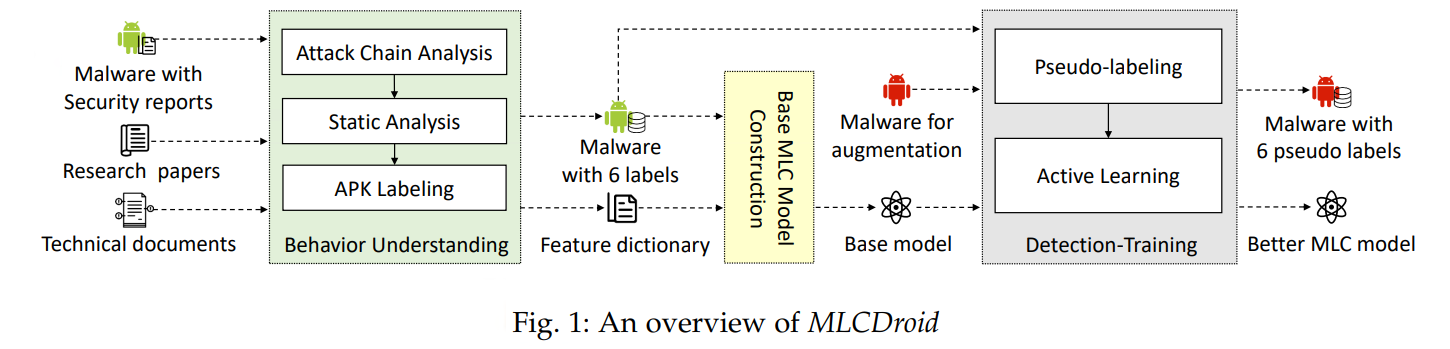 Malware with
Security reports
Research papers
Technical documents
Attack Chain Analysis
Static Analysis
APK Labeling
Behavior Understanding
Malware
with 6 labels
Feature dictionary
Base MLC Model
Construction
Malware for
augmentation
Base model
Pseudo-labeling
Active Learning
Detection-Training
Malware with
6 pseudo labels
Better MLC model
Fig. 1: An overview of MLCDroid